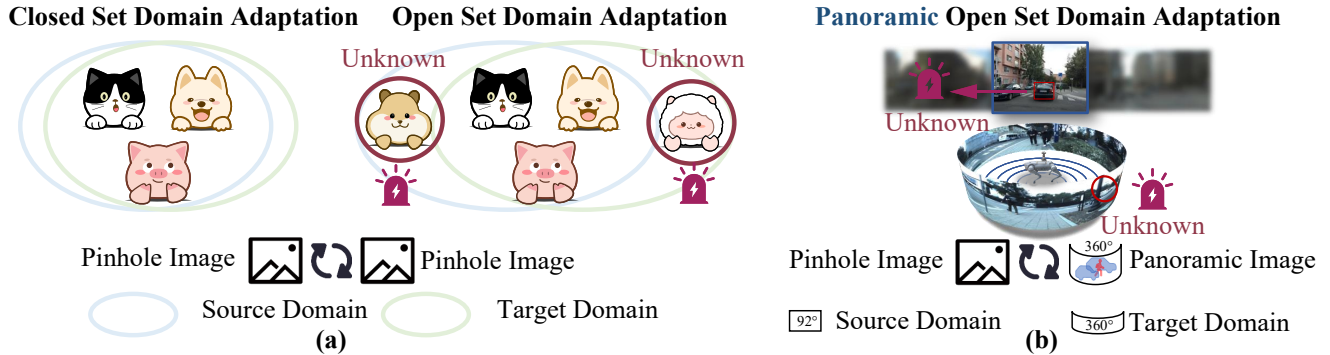 Closed Set Domain Adaptation
Open Set Domain Adaptation
Unknown
Unknown
Pinhole Image
Pinhole Image
Source Domain
Target Domain
(a)
Panoramic Open Set Domain Adaptation
Unknown
Unknown
Pinhole Image
360°
Panoramic Image
92° Source Domain
360° Target Domain
(b)